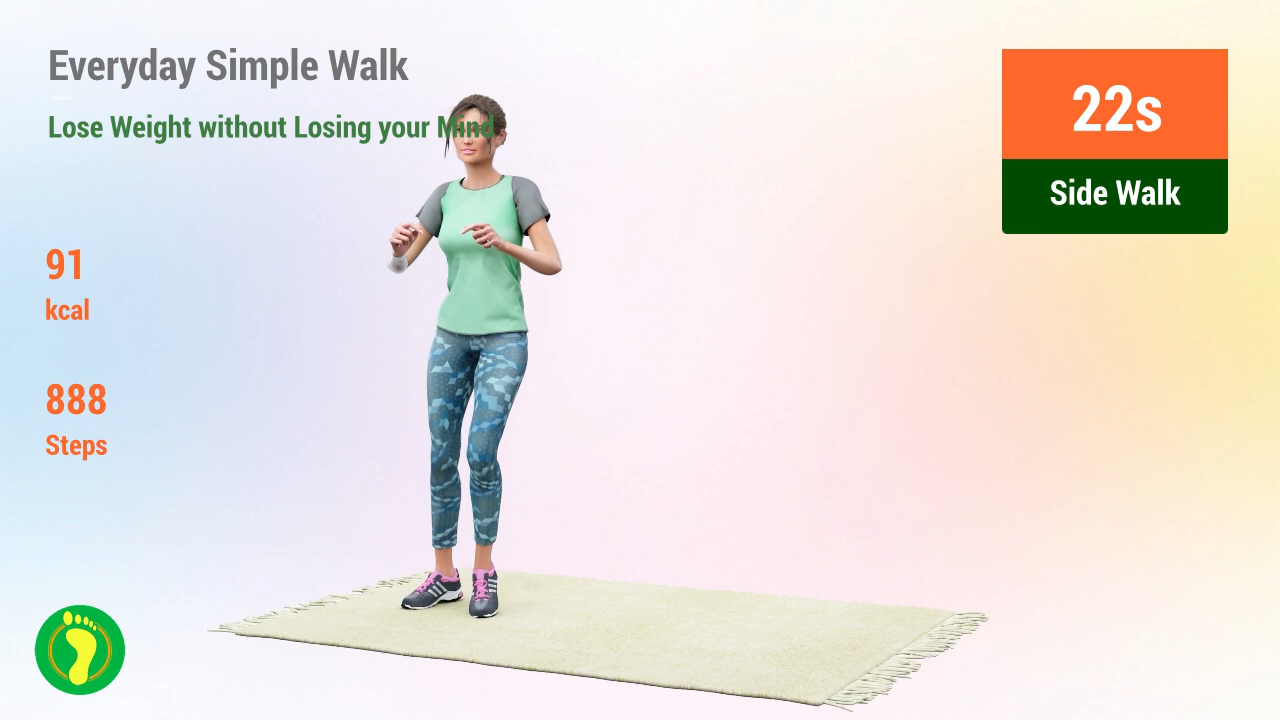 Everyday Simple Walk
Lose Weight without Losing your Mind
22s
Side Walk
91
kcal
888
Steps